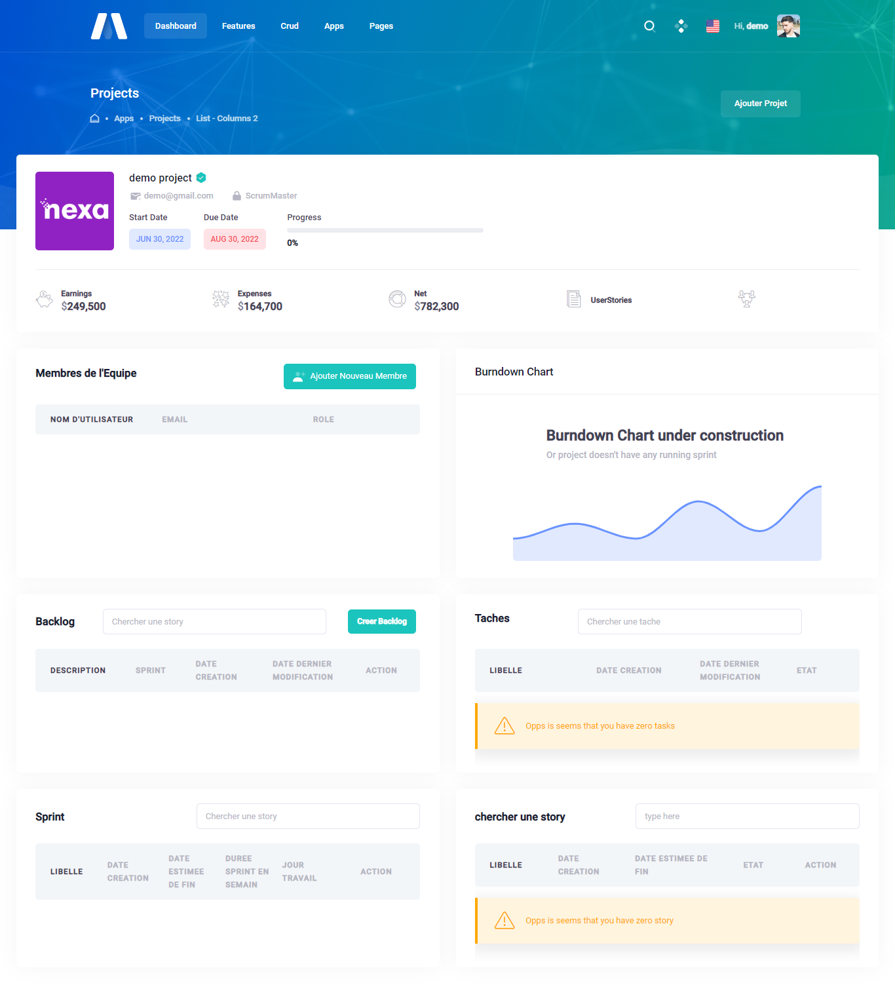 Dashboard Features Crud Apps Pages Hi, demo
Projects
Apps • Projects • List - Columns 2
Ajouter Projet
nexa
demo project
demo@gmail.com ScrumMaster
Start Date Due Date Progress
JUN 30, 2022 AUG 30, 2022
0%
Earnings
$249,500
Expenses
$164,700
Net
$782,300
UserStories
Membres de l'Equipe
Ajouter Nouveau Membre
NOM D'UTILISATEUR EMAIL ROLE
Burndown Chart
Burndown Chart under construction
Or project doesn't have any running sprint
Backlog
Chercher une story
Creer Backlog
DESCRIPTION SPRINT DATE CREATION DATE DERNIER MODIFICATION ACTION
Taches
Chercher une tache
LIBELLE DATE CREATION DATE DERNIER MODIFICATION ETAT
Opps is seems that you have zero tasks
Sprint
Chercher une story
LIBELLE DATE CREATION DATE ESTIMEE DE FIN DUREE SPRINT EN SEMAIN JOUR TRAVAIL ACTION
chercher une story
type here
LIBELLE DATE CREATION DATE ESTIMEE DE FIN ETAT ACTION
Opps is seems that you have zero story